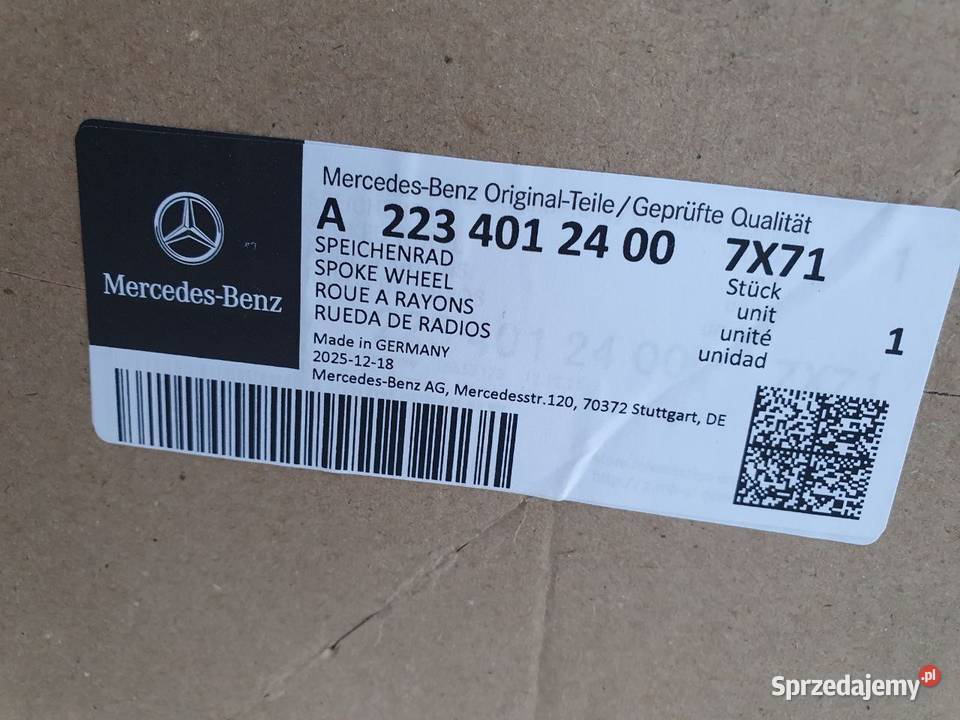 Mercedes-Benz
Mercedes-Benz Original-Teile/Geprüfte Qualität
A 223 401 24 00 7X71
SPEICHENRAD
SPOKE WHEEL
ROUE A RAYONS
RUEDA DE RADIOS
Stück
unit
unité
unidad
1
Made in GERMANY
2025-12-18
Mercedes-Benz AG, Mercedesstr.120, 70372 Stuttgart, DE
Sprzedajemy.pl